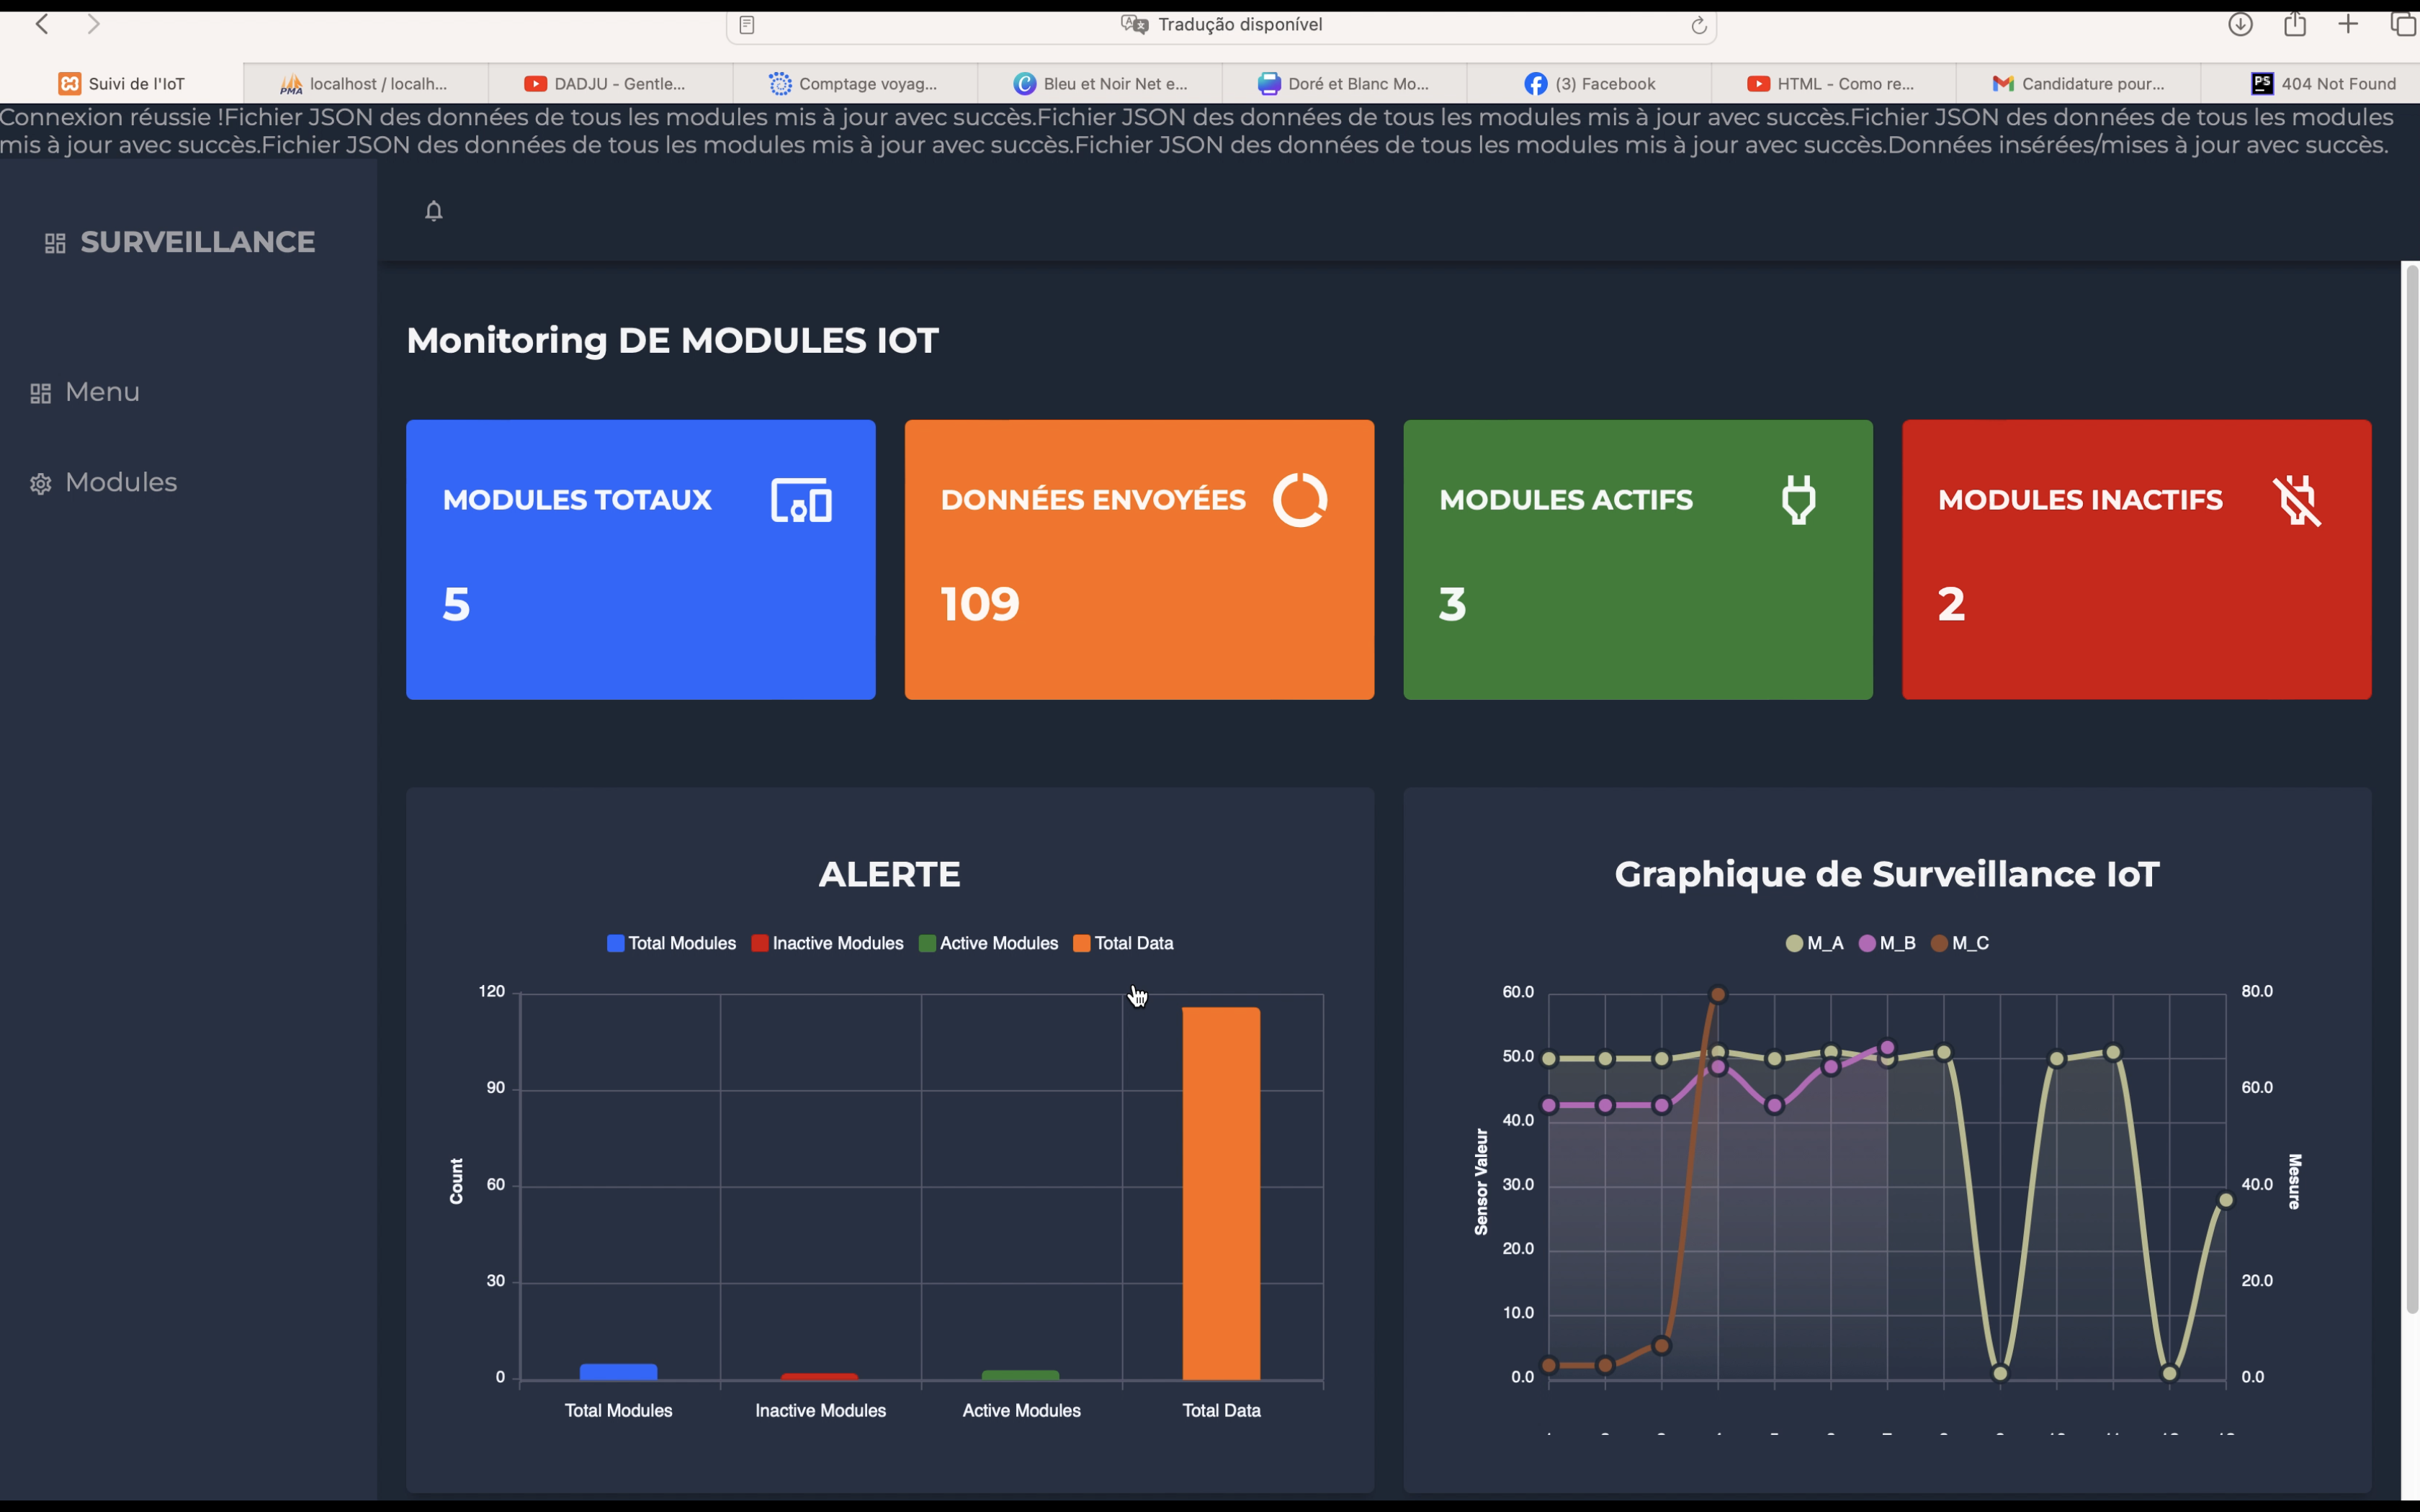 Tradução disponível
Suivi de l'IoT
localhost / localh...
DADJU - Gentle...
Comptage voyag...
Bleu et Noir Net e...
Doré et Blanc Mo...
(3) Facebook
HTML - Como re...
Candidature pour...
404 Not Found
Connexion réussie !Fichier JSON des données de tous les modules mis à jour avec succès.Fichier JSON des données de tous les modules mis à jour avec succès.Fichier JSON des données de tous les modules
mis à jour avec succès.Fichier JSON des données de tous les modules mis à jour avec succès.Fichier JSON des données de tous les modules mis à jour avec succès.Données insérées/mises à jour avec succès.
SURVEILLANCE
Menu
Modules
Monitoring DE MODULES IOT
MODULES TOTAUX
5
DONNÉES ENVOYÉES
109
MODULES ACTIFS
3
MODULES INACTIFS
2
ALERTE
Total Modules Inactive Modules Active Modules Total Data
120
90
60
30
0
Count
Total Modules Inactive Modules Active Modules Total Data
Graphique de Surveillance IoT
M_A M_B M_C
60.0
50.0
40.0
30.0
20.0
10.0
0.0
Sensor Valeur
80.0
60.0
40.0
20.0
0.0
Mesure